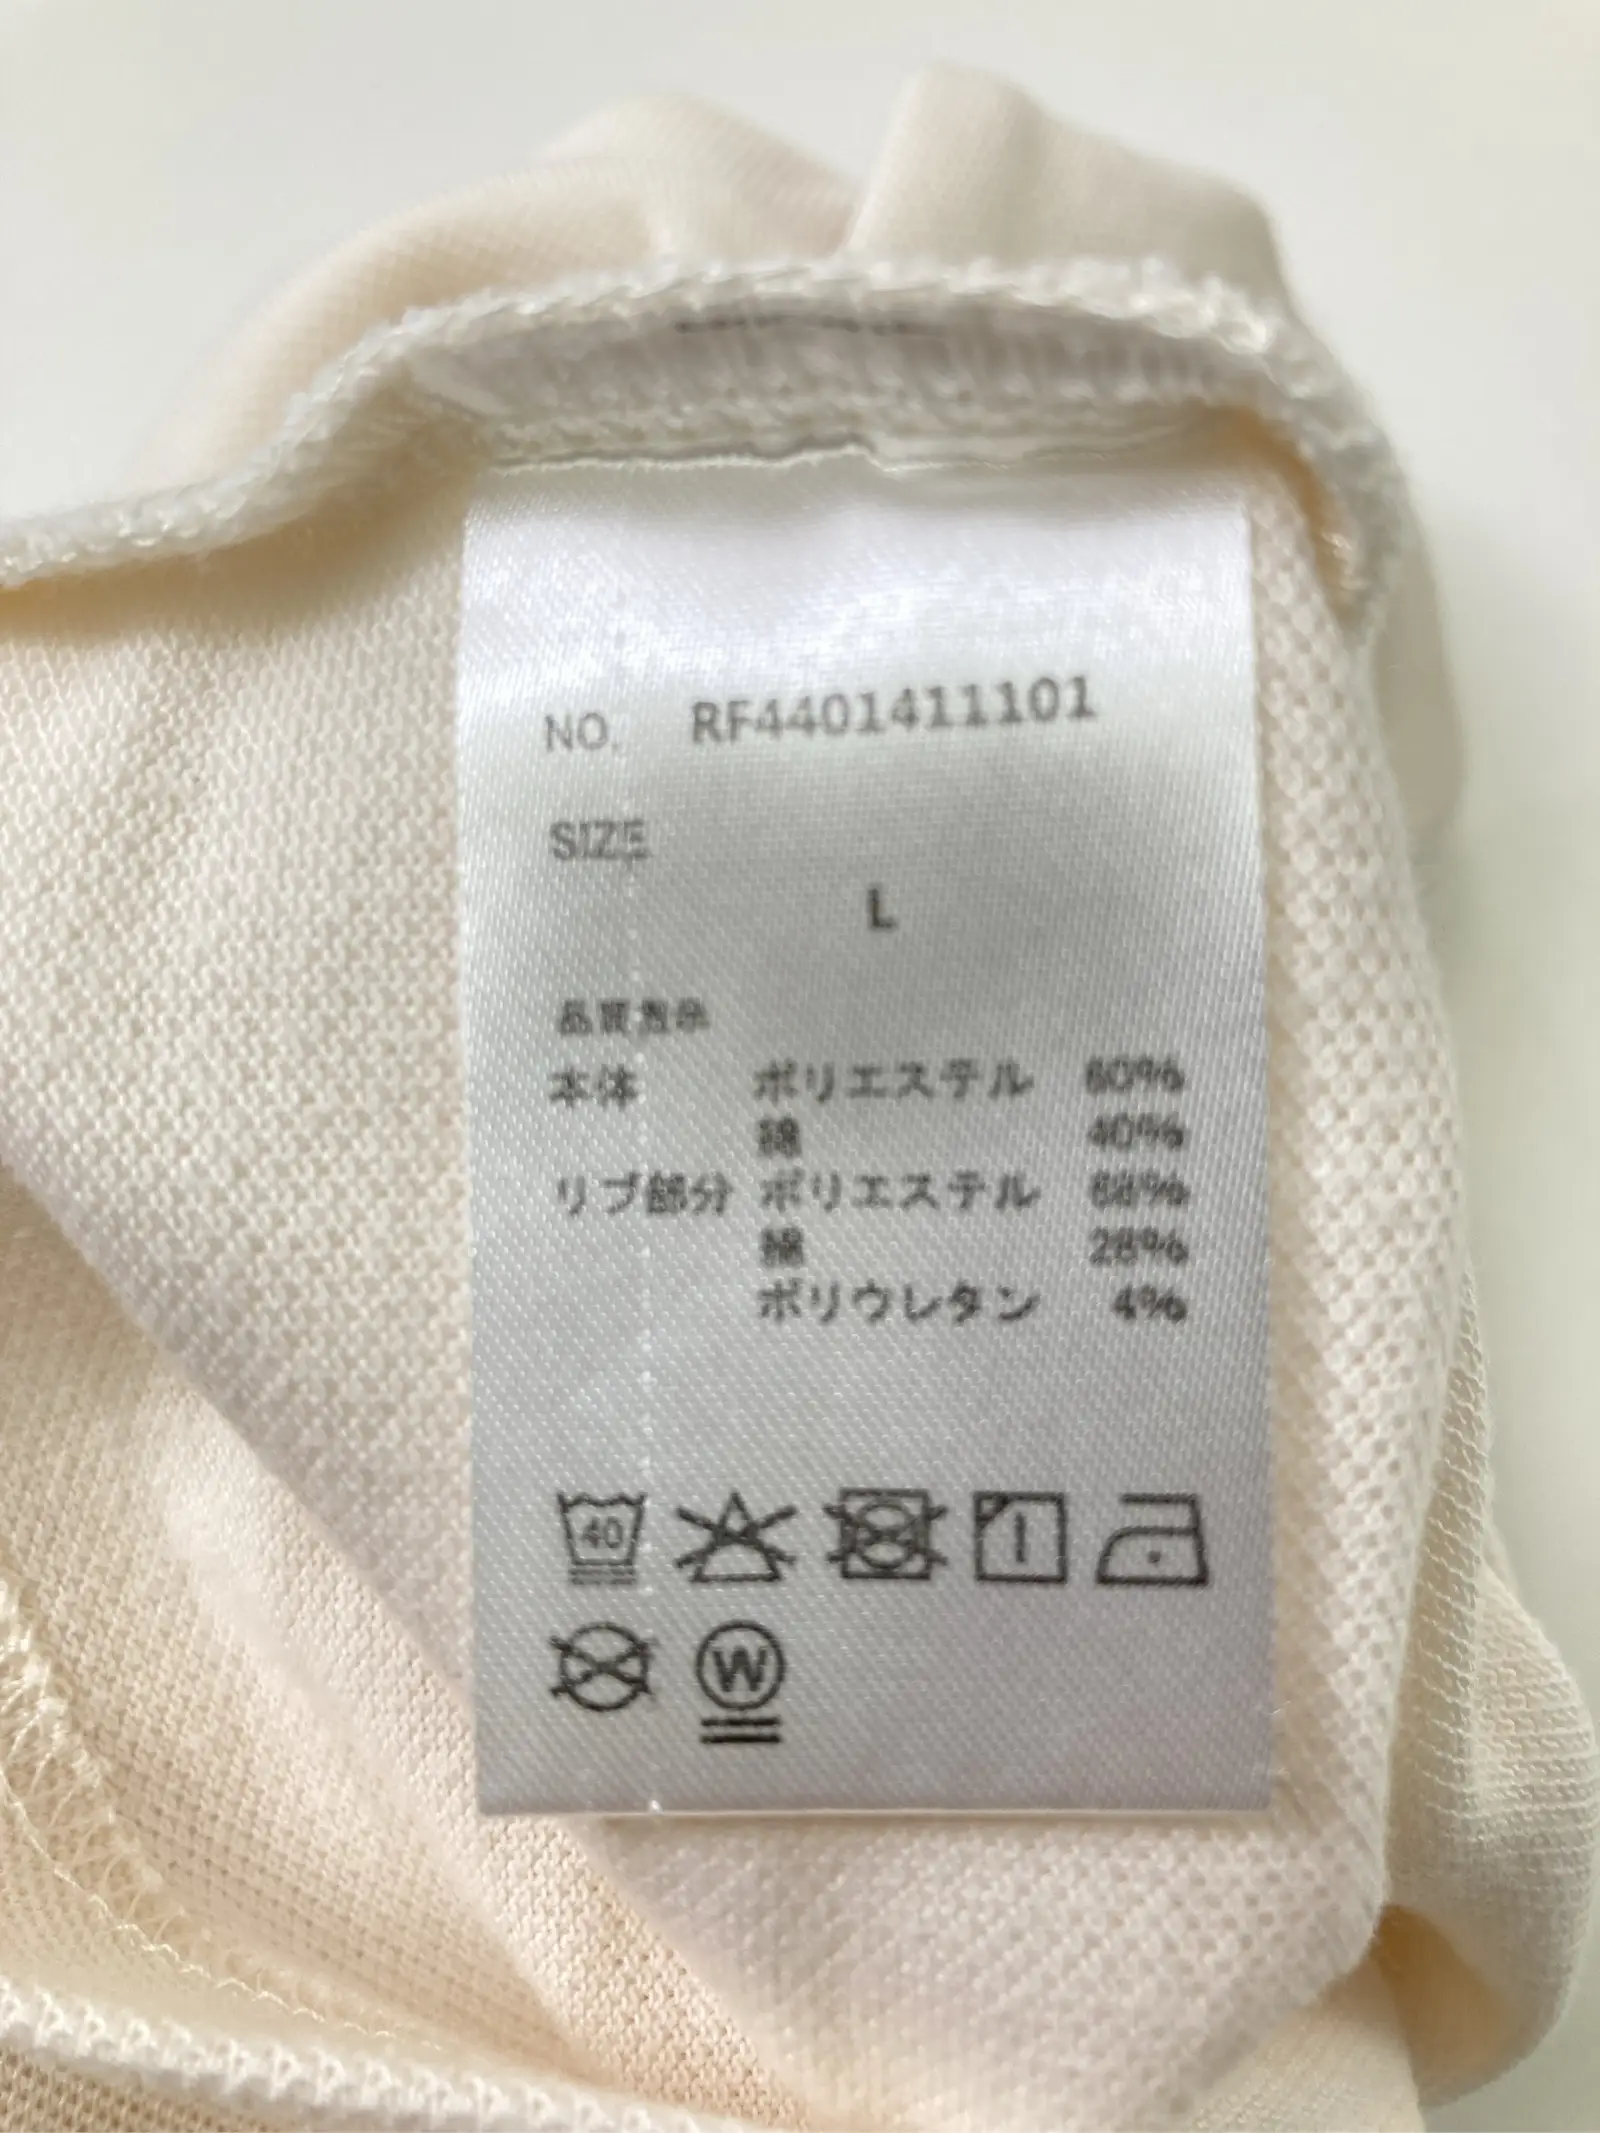 NO. RF4401411101
SIZE
L
品質表示
本体 ポリエステル 60%
綿 40%
リブ部分 ポリエステル 68%
綿 28%
ポリウレタン 4%
40
W